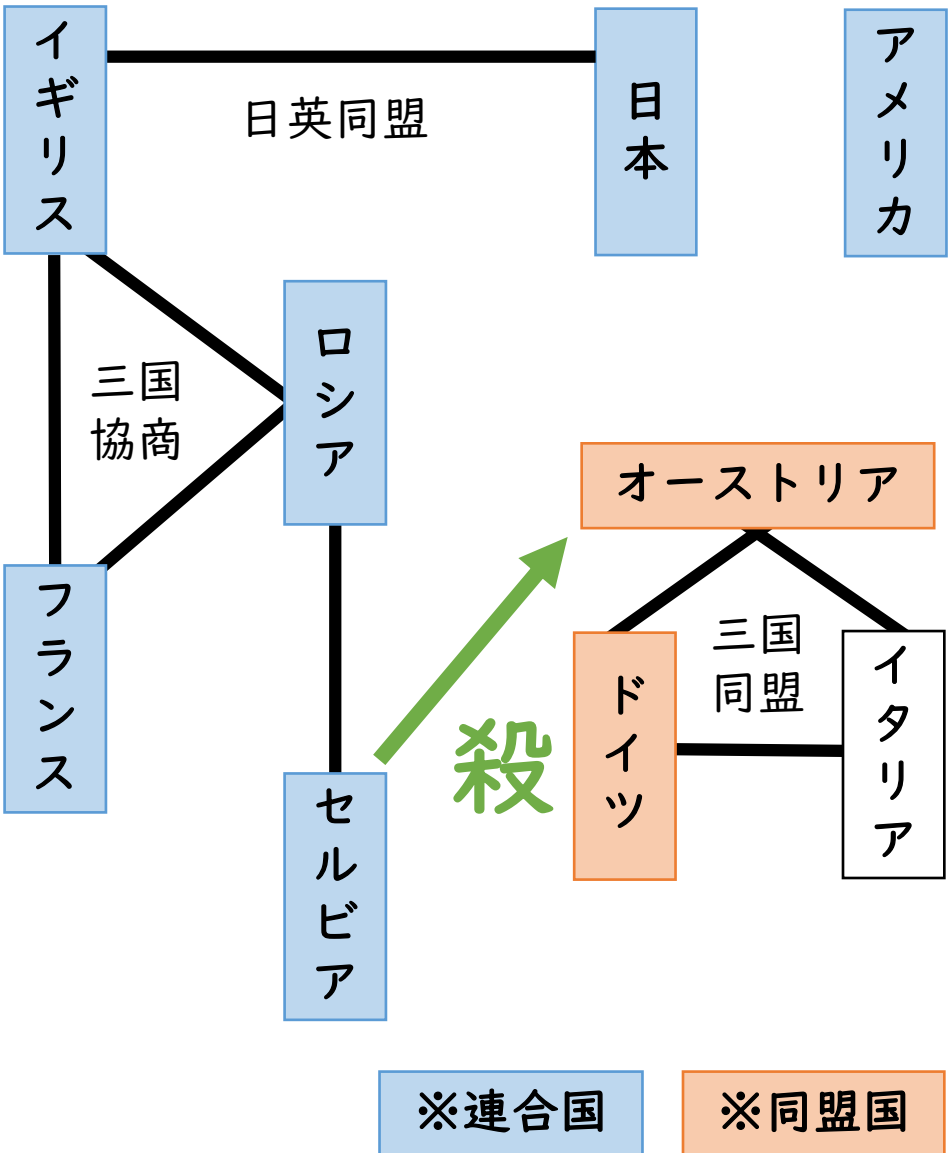 イギリス
日本
アメリカ
日英同盟
ロシア
三国
協商
オーストリア
フランス
三国
同盟
ドイツ
イタリア
殺
セルビア
※連合国
※同盟国